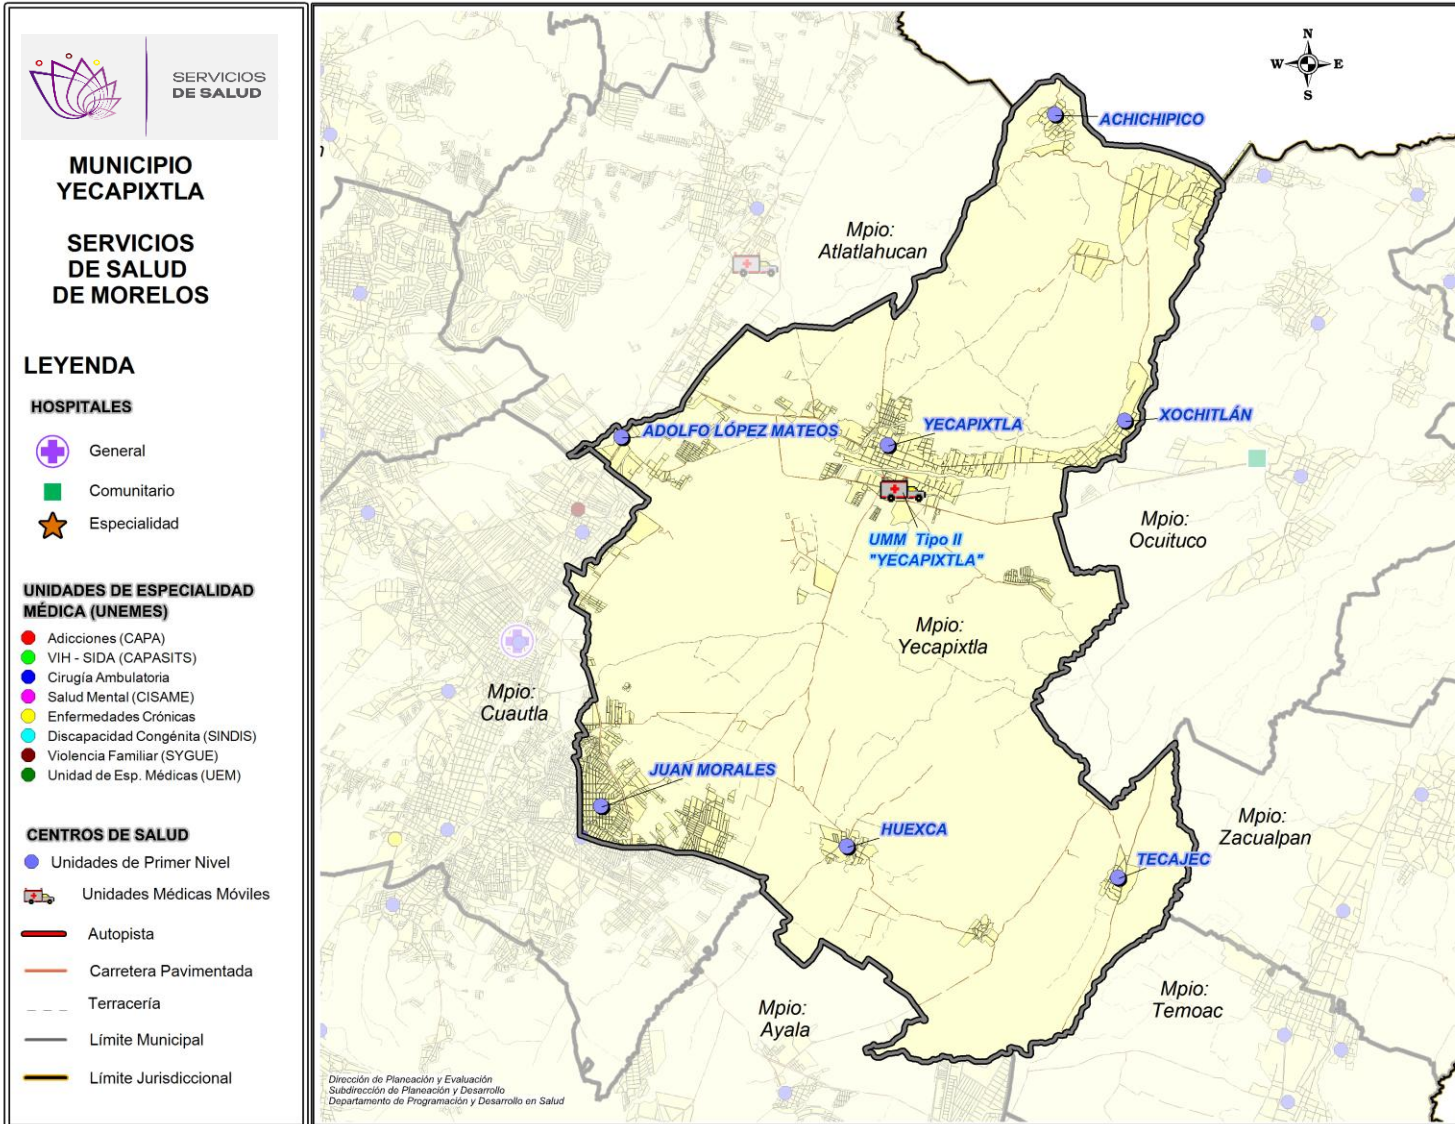 SERVICIOS
DE SALUD
MUNICIPIO
YECAPIXTLA
SERVICIOS
DE SALUD
DE MORELOS
LEYENDA
HOSPITALES
General
Comunitario
Especialidad
UNIDADES DE ESPECIALIDAD
MÉDICA (UNEMES)
Adicciones (CAPA)
VIH - SIDA (CAPASITS)
Cirugía Ambulatoria
Salud Mental (CISAME)
Enfermedades Crónicas
Discapacidad Congénita (SINDIS)
Violencia Familiar (SYGUE)
Unidad de Esp. Médicas (UEM)
CENTROS DE SALUD
Unidades de Primer Nivel
Unidades Médicas Móviles
Autopista
Carretera Pavimentada
Terracería
Límite Municipal
Límite Jurisdiccional
N
W E
S
ACHICHIPICO
Mpio:
Atlatlahucan
ADOLFO LÓPEZ MATEOS
YECAPIXTLA
XOCHITLÁN
UMM Tipo II
"YECAPIXTLA"
Mpio:
Ocuituco
Mpio:
Yecapixtla
Mpio:
Cuautla
JUAN MORALES
HUEXCA
TECAJEC
Mpio:
Zacualpan
Mpio:
Ayala
Mpio:
Temoac
Dirección de Planeación y Evaluación
Subdirección de Planeación y Desarrollo
Departamento de Programación y Desarrollo en Salud